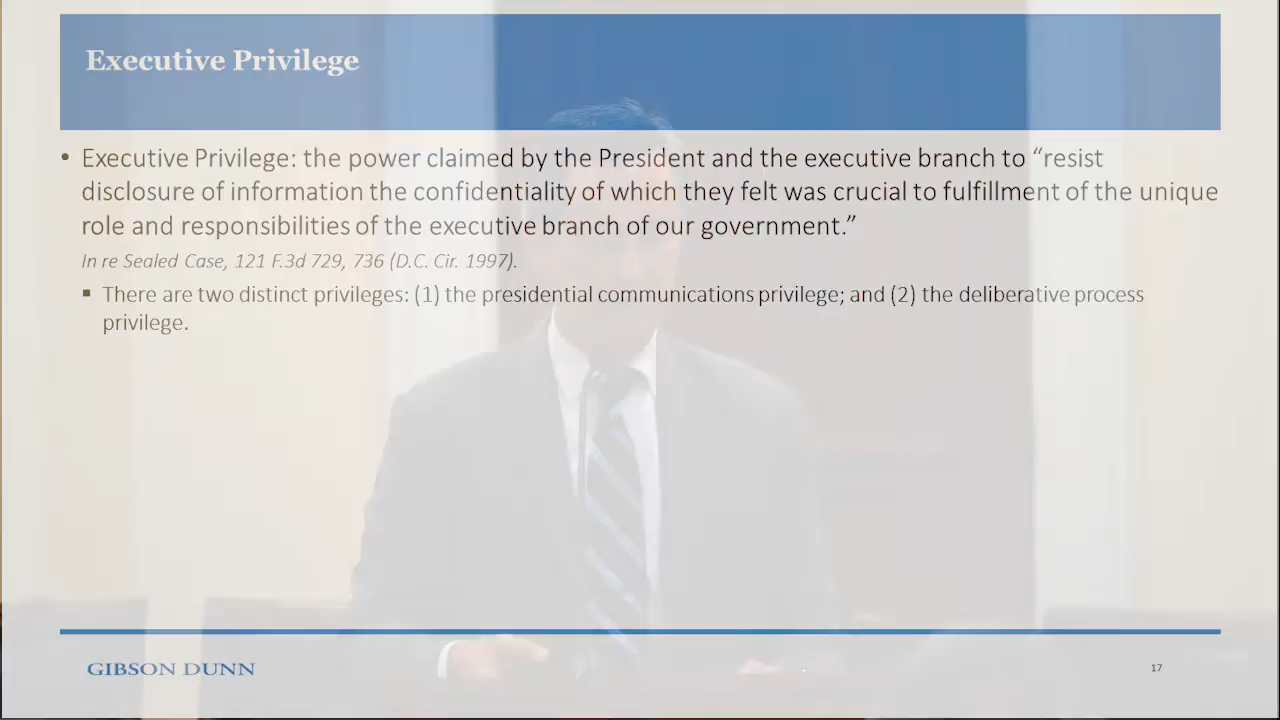 Executive Privilege
• Executive Privilege: the power claimed by the President and the executive branch to “resist
disclosure of information the confidentiality of which they felt was crucial to fulfillment of the unique
role and responsibilities of the executive branch of our government.”
In re Sealed Case, 121 F.3d 729, 736 (D.C. Cir. 1997).
▪ There are two distinct privileges: (1) the presidential communications privilege; and (2) the deliberative process
privilege.
GIBSON DUNN
17